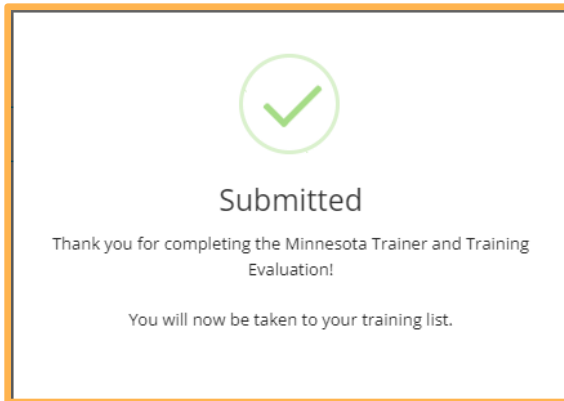 Submitted
Thank you for completing the Minnesota Trainer and Training
Evaluation!
You will now be taken to your training list.